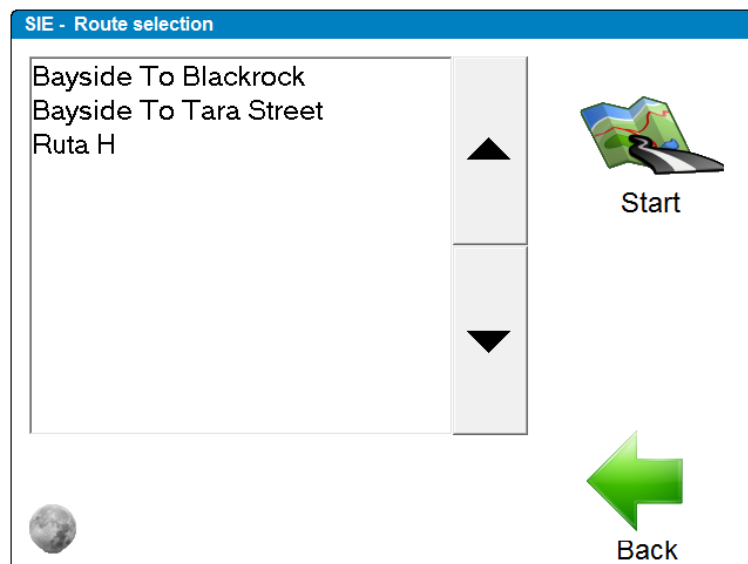 SIE - Route selection
Bayside To Blackrock
Bayside To Tara Street
Ruta H
Start
Back